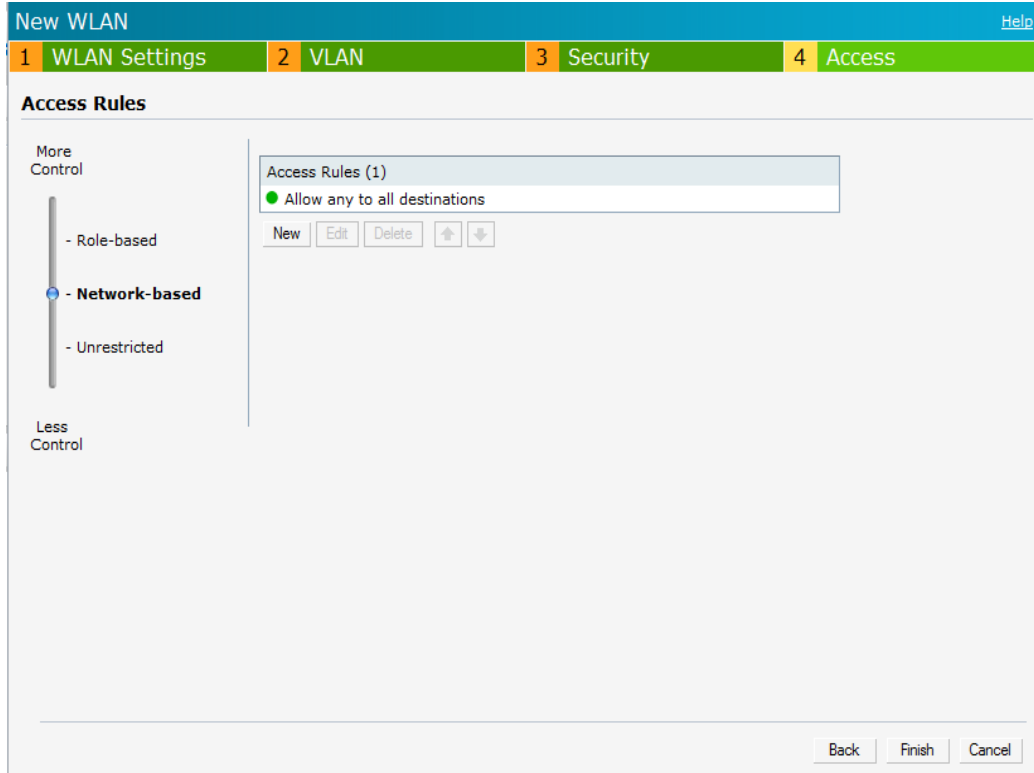 New WLAN
Help
1 WLAN Settings 2 VLAN 3 Security 4 Access
Access Rules
More
Control
- Role-based
- Network-based
- Unrestricted
Less
Control
Access Rules (1)
Allow any to all destinations
New Edit Delete
Back Finish Cancel